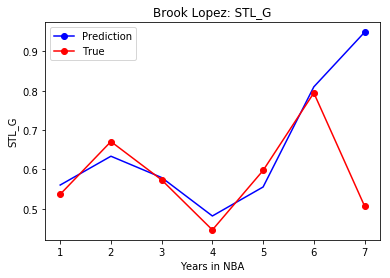 Brook Lopez: STL_G
Prediction
True
STL_G
0.9
0.8
0.7
0.6
0.5
1 2 3 4 5 6 7
Years in NBA